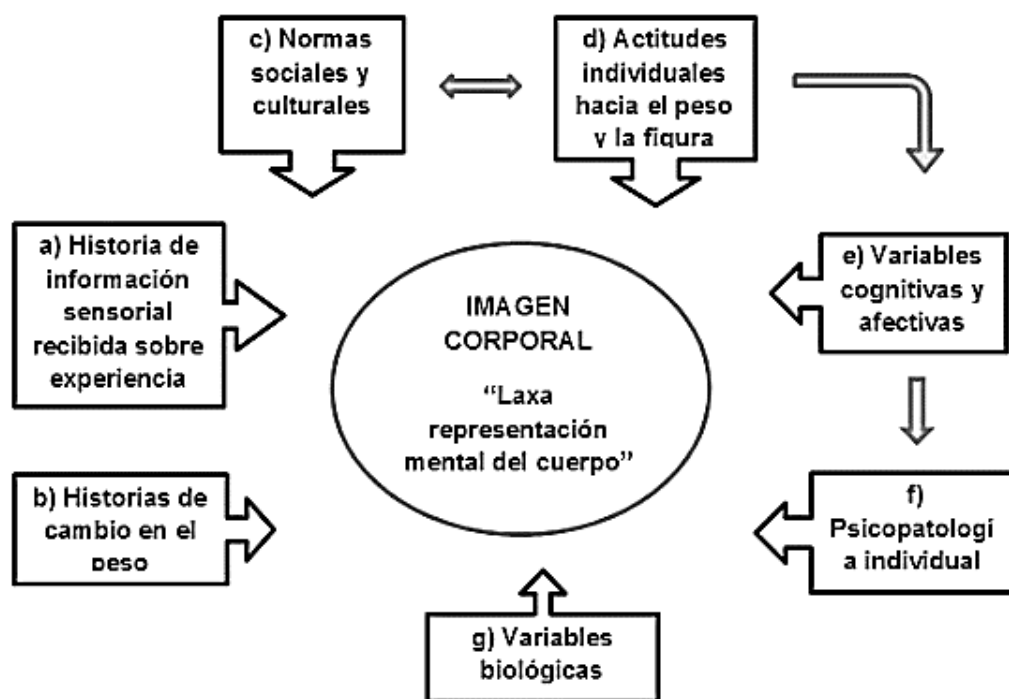 c) Normas
sociales y
culturales
d) Actitudes
individuales
hacia el peso
y la figura
a) Historia de
información
sensorial
recibida sobre
experiencia
IMAGEN
CORPORAL
“Laxa
representación
mental del cuerpo”
e) Variables
cognitivas y
afectivas
b) Historias de
cambio en el
peso
f)
Psicopatologí
a individual
g) Variables
biológicas